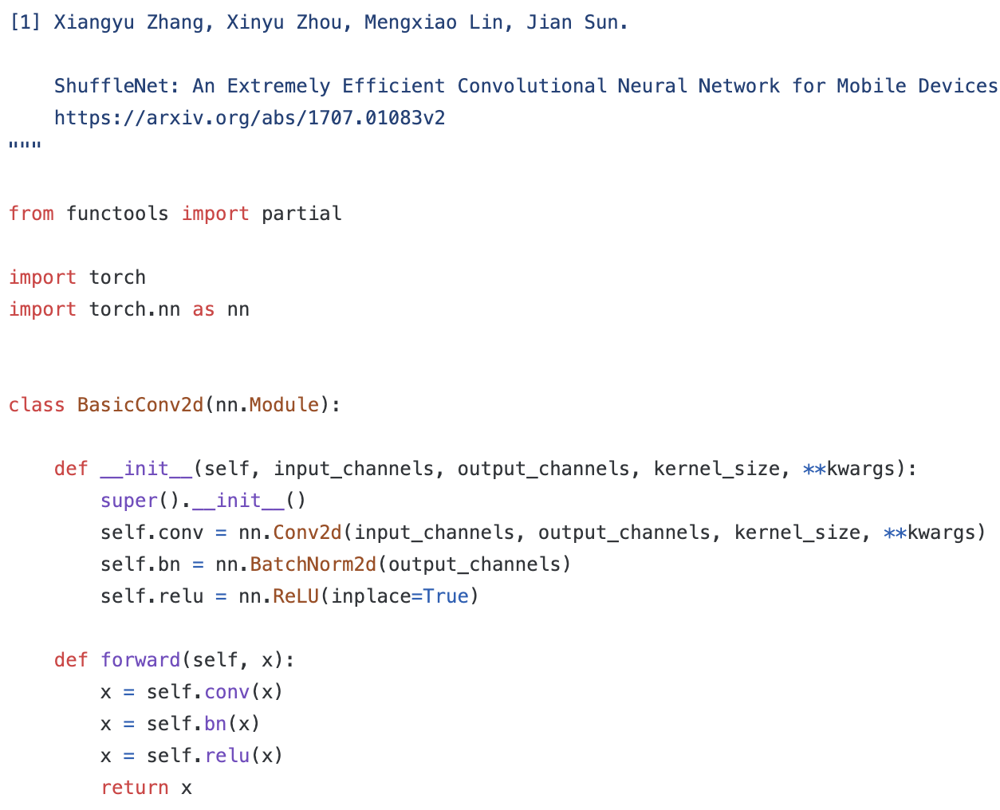 [1] Xiangyu Zhang, Xinyu Zhou, Mengxiao Lin, Jian Sun.

    ShuffleNet: An Extremely Efficient Convolutional Neural Network for Mobile Devices
    https://arxiv.org/abs/1707.01083v2
"""

from functools import partial

import torch
import torch.nn as nn


class BasicConv2d(nn.Module):

    def __init__(self, input_channels, output_channels, kernel_size, **kwargs):
        super().__init__()
        self.conv = nn.Conv2d(input_channels, output_channels, kernel_size, **kwargs)
        self.bn = nn.BatchNorm2d(output_channels)
        self.relu = nn.ReLU(inplace=True)

    def forward(self, x):
        x = self.conv(x)
        x = self.bn(x)
        x = self.relu(x)
        return x